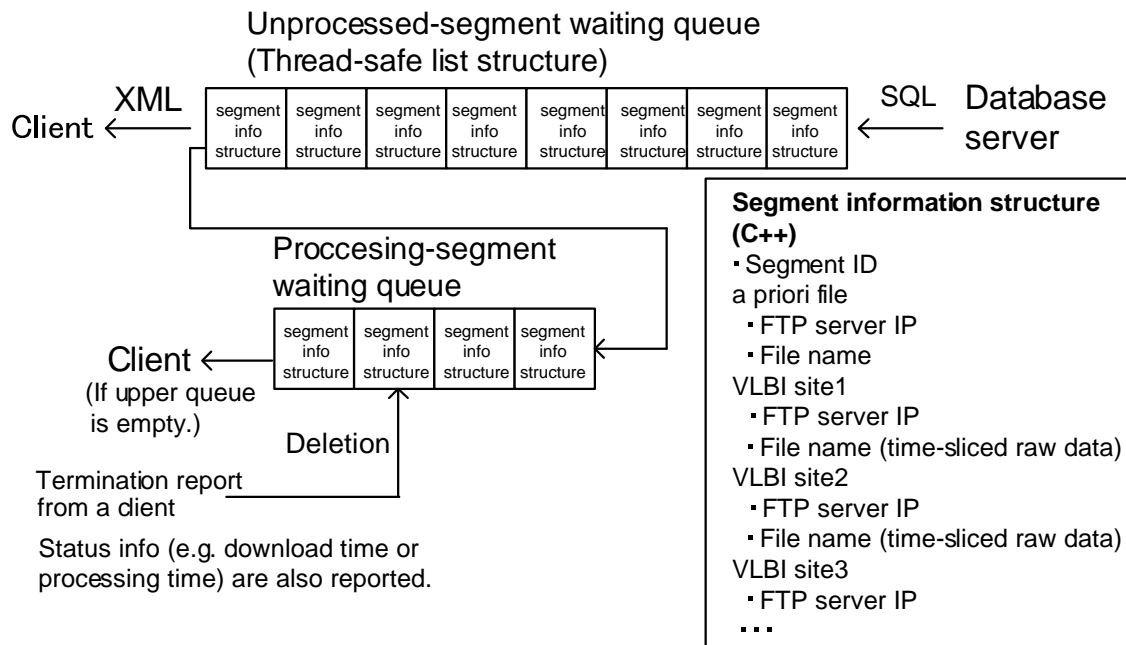 Unprocessed-segment waiting queue
(Thread-safe list structure)
Client
XML
segment
info
structure
segment
info
structure
segment
info
structure
segment
info
structure
segment
info
structure
segment
info
structure
segment
info
structure
segment
info
structure
SQL
Database
server
Proccesing-segment
waiting queue
segment
info
structure
segment
info
structure
segment
info
structure
segment
info
structure
Client
(If upper queue
is empty.)
Deletion
Termination report
from a client
Status info (e.g. download time or
processing time) are also reported.
Segment information structure
(C++)
・Segment ID
a priori file
・FTP server IP
・File name
VLBI site1
・FTP server IP
・File name (time-sliced raw data)
VLBI site2
・FTP server IP
・File name (time-sliced raw data)
VLBI site3
・FTP server IP
・・・